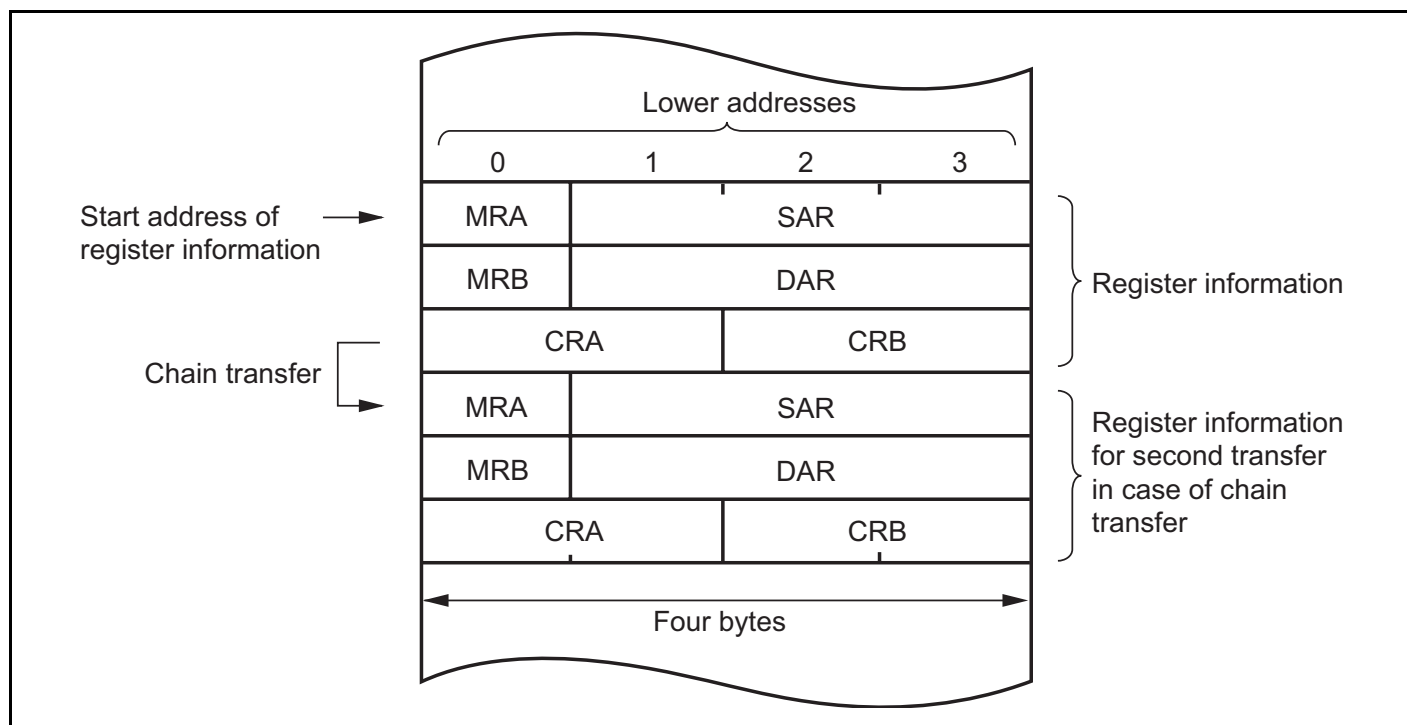 Lower addresses
0 1 2 3
Start address of
register information
MRA SAR
MRB DAR
CRA CRB
Register information
Chain transfer
MRA SAR
MRB DAR
CRA CRB
Register information
for second transfer
in case of chain
transfer
Four bytes